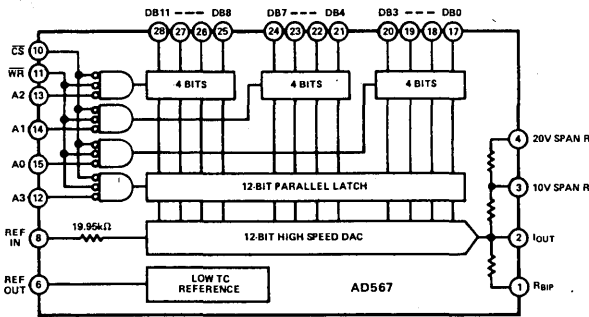 DB11 ---- DB8 DB7 ---- DB4 DB3 ---- DB0
28 27 26 25 24 23 22 21 20 19 18 17
CS 10
WR 11
A2 13
A1 14
A0 15
A3 12
4 BITS 4 BITS 4 BITS
12-BIT PARALLEL LATCH
REF IN 8 19.95kΩ
12-BIT HIGH SPEED DAC
REF OUT 6
LOW TC
REFERENCE
AD567
4 20V SPAN R
3 10V SPAN R
2 IOUT
1 RBIP